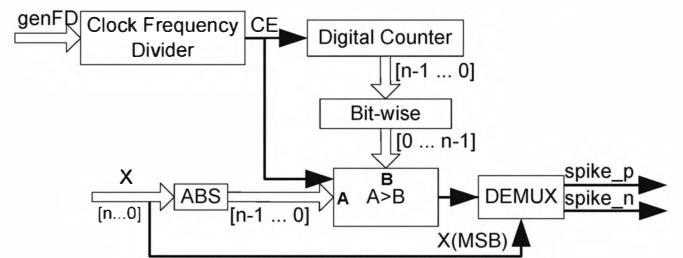 genFD
Clock Frequency
Divider
CE
Digital Counter
[n-1 ... 0]
Bit-wise
[0 ... n-1]
X
[n...0]
ABS
[n-1 ... 0]
A
B
A>B
DEMUX
spike_p
spike_n
X(MSB)